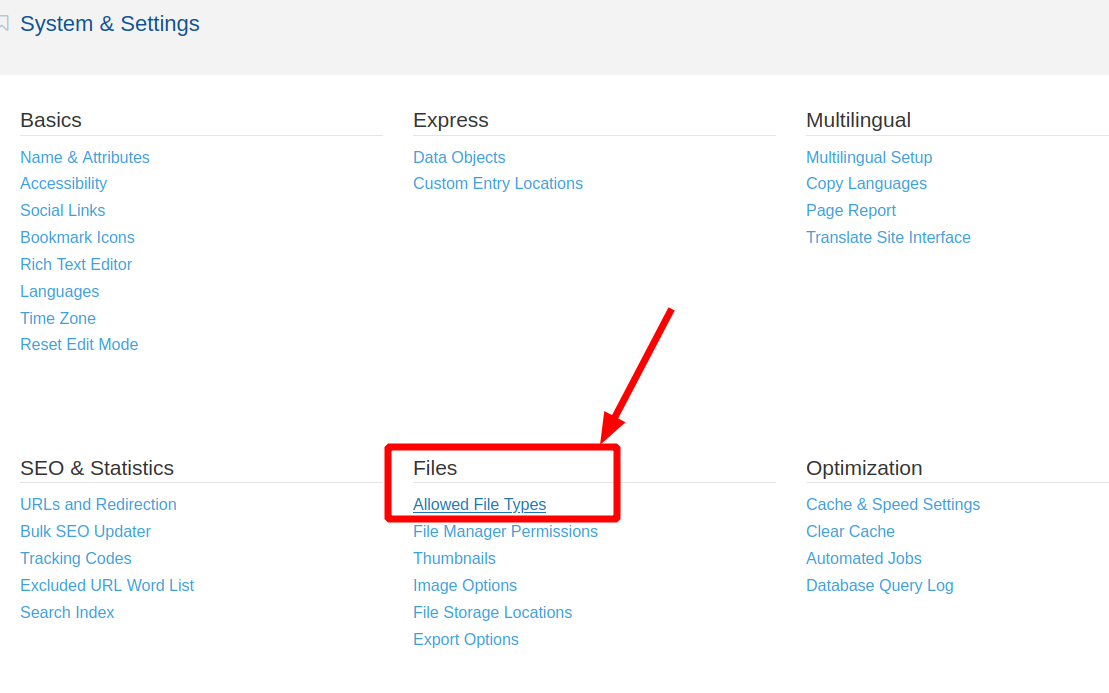 System & Settings
Basics
Name & Attributes
Accessibility
Social Links
Bookmark Icons
Rich Text Editor
Languages
Time Zone
Reset Edit Mode
Express
Data Objects
Custom Entry Locations
Multilingual
Multilingual Setup
Copy Languages
Page Report
Translate Site Interface
SEO & Statistics
URLs and Redirection
Bulk SEO Updater
Tracking Codes
Excluded URL Word List
Search Index
Files
Allowed File Types
File Manager Permissions
Thumbnails
Image Options
File Storage Locations
Export Options
Optimization
Cache & Speed Settings
Clear Cache
Automated Jobs
Database Query Log